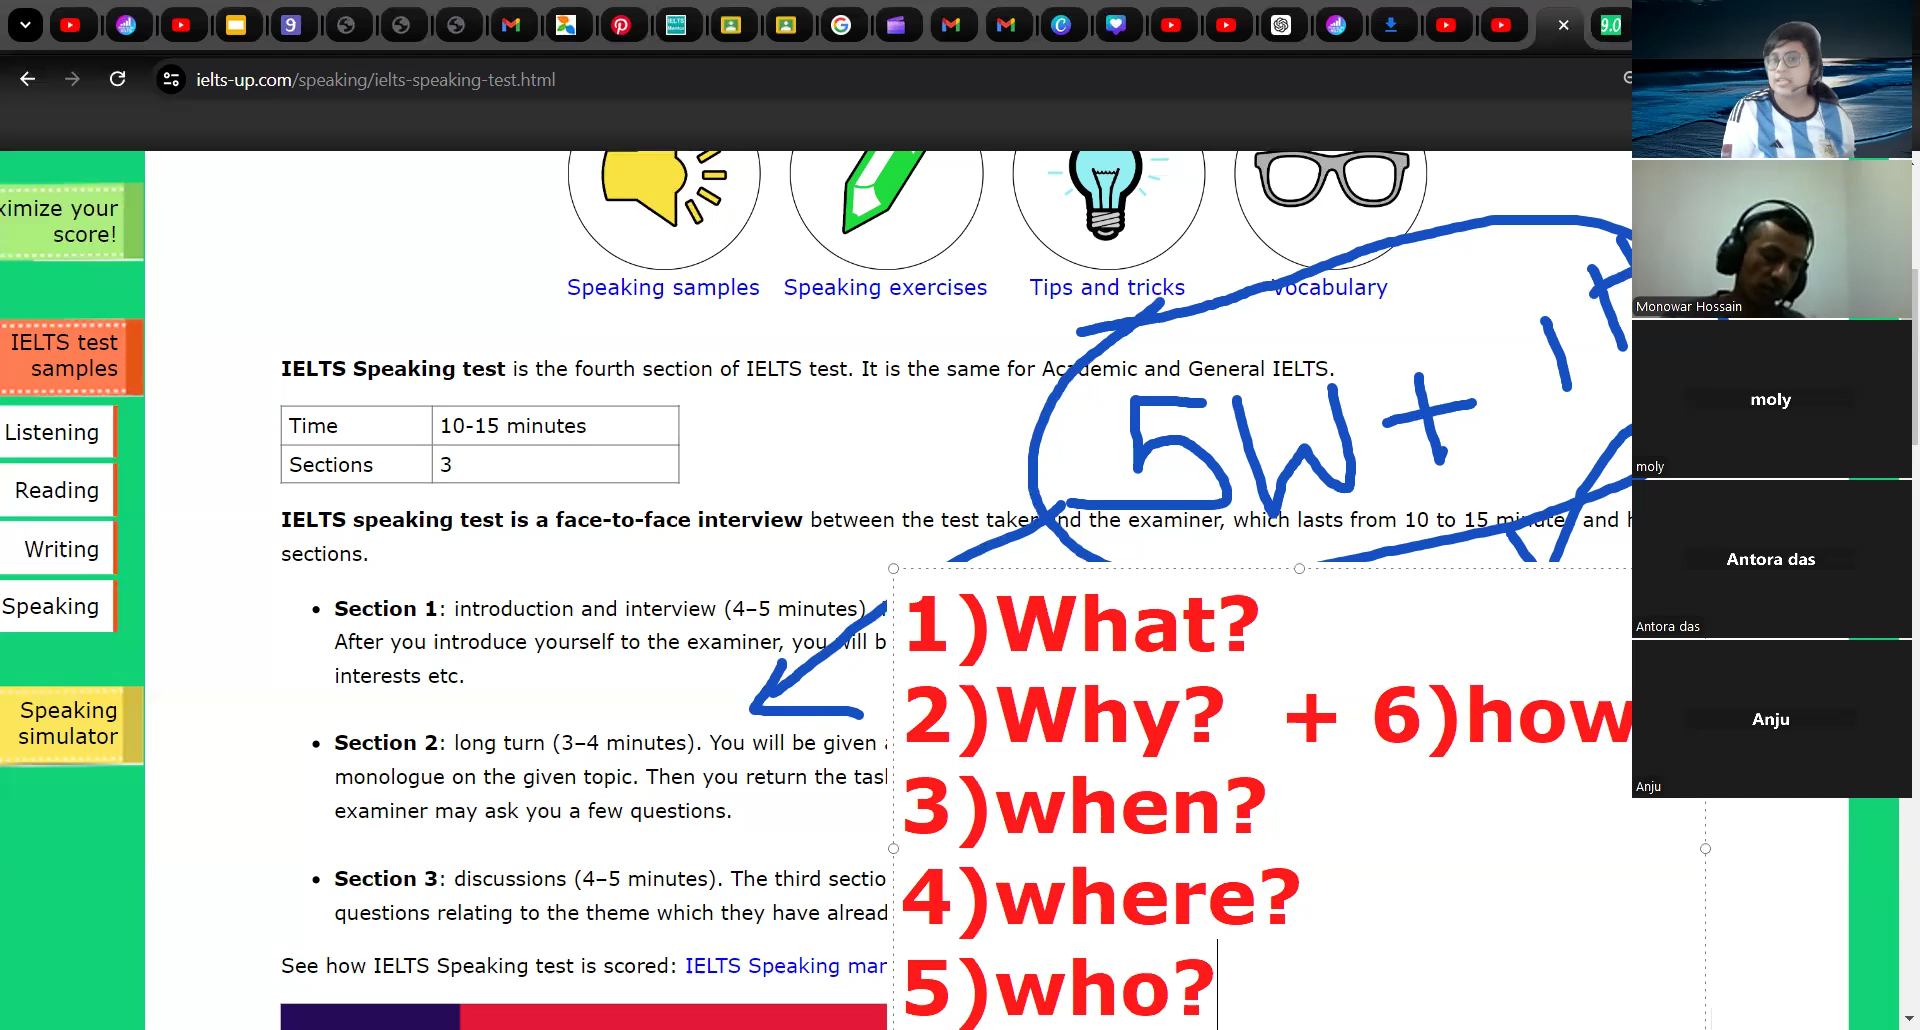 9
IELTS
9.0
ielts-up.com/speaking/ielts-speaking-test.html
ximize your
score!
IELTS test
samples
Listening
Reading
Writing
Speaking
Speaking
simulator
Speaking samples
Speaking exercises
Tips and tricks
Vocabulary
IELTS Speaking test is the fourth section of IELTS test. It is the same for Academic and General IELTS.
Time 10-15 minutes
Sections 3
5W+ 1H
IELTS speaking test is a face-to-face interview between the test taker and the examiner, which lasts from 10 to 15 minutes and h
sections.
• Section 1: introduction and interview (4–5 minutes).
After you introduce yourself to the examiner, you will b
interests etc.
• Section 2: long turn (3–4 minutes). You will be given a
monologue on the given topic. Then you return the task
examiner may ask you a few questions.
• Section 3: discussions (4–5 minutes). The third sectio
questions relating to the theme which they have alread
See how IELTS Speaking test is scored: IELTS Speaking mar
1)What?
2)Why? + 6)how
3)when?
4)where?
5)who?
Monowar Hossain
moly
moly
Antora das
Antora das
Anju
Anju